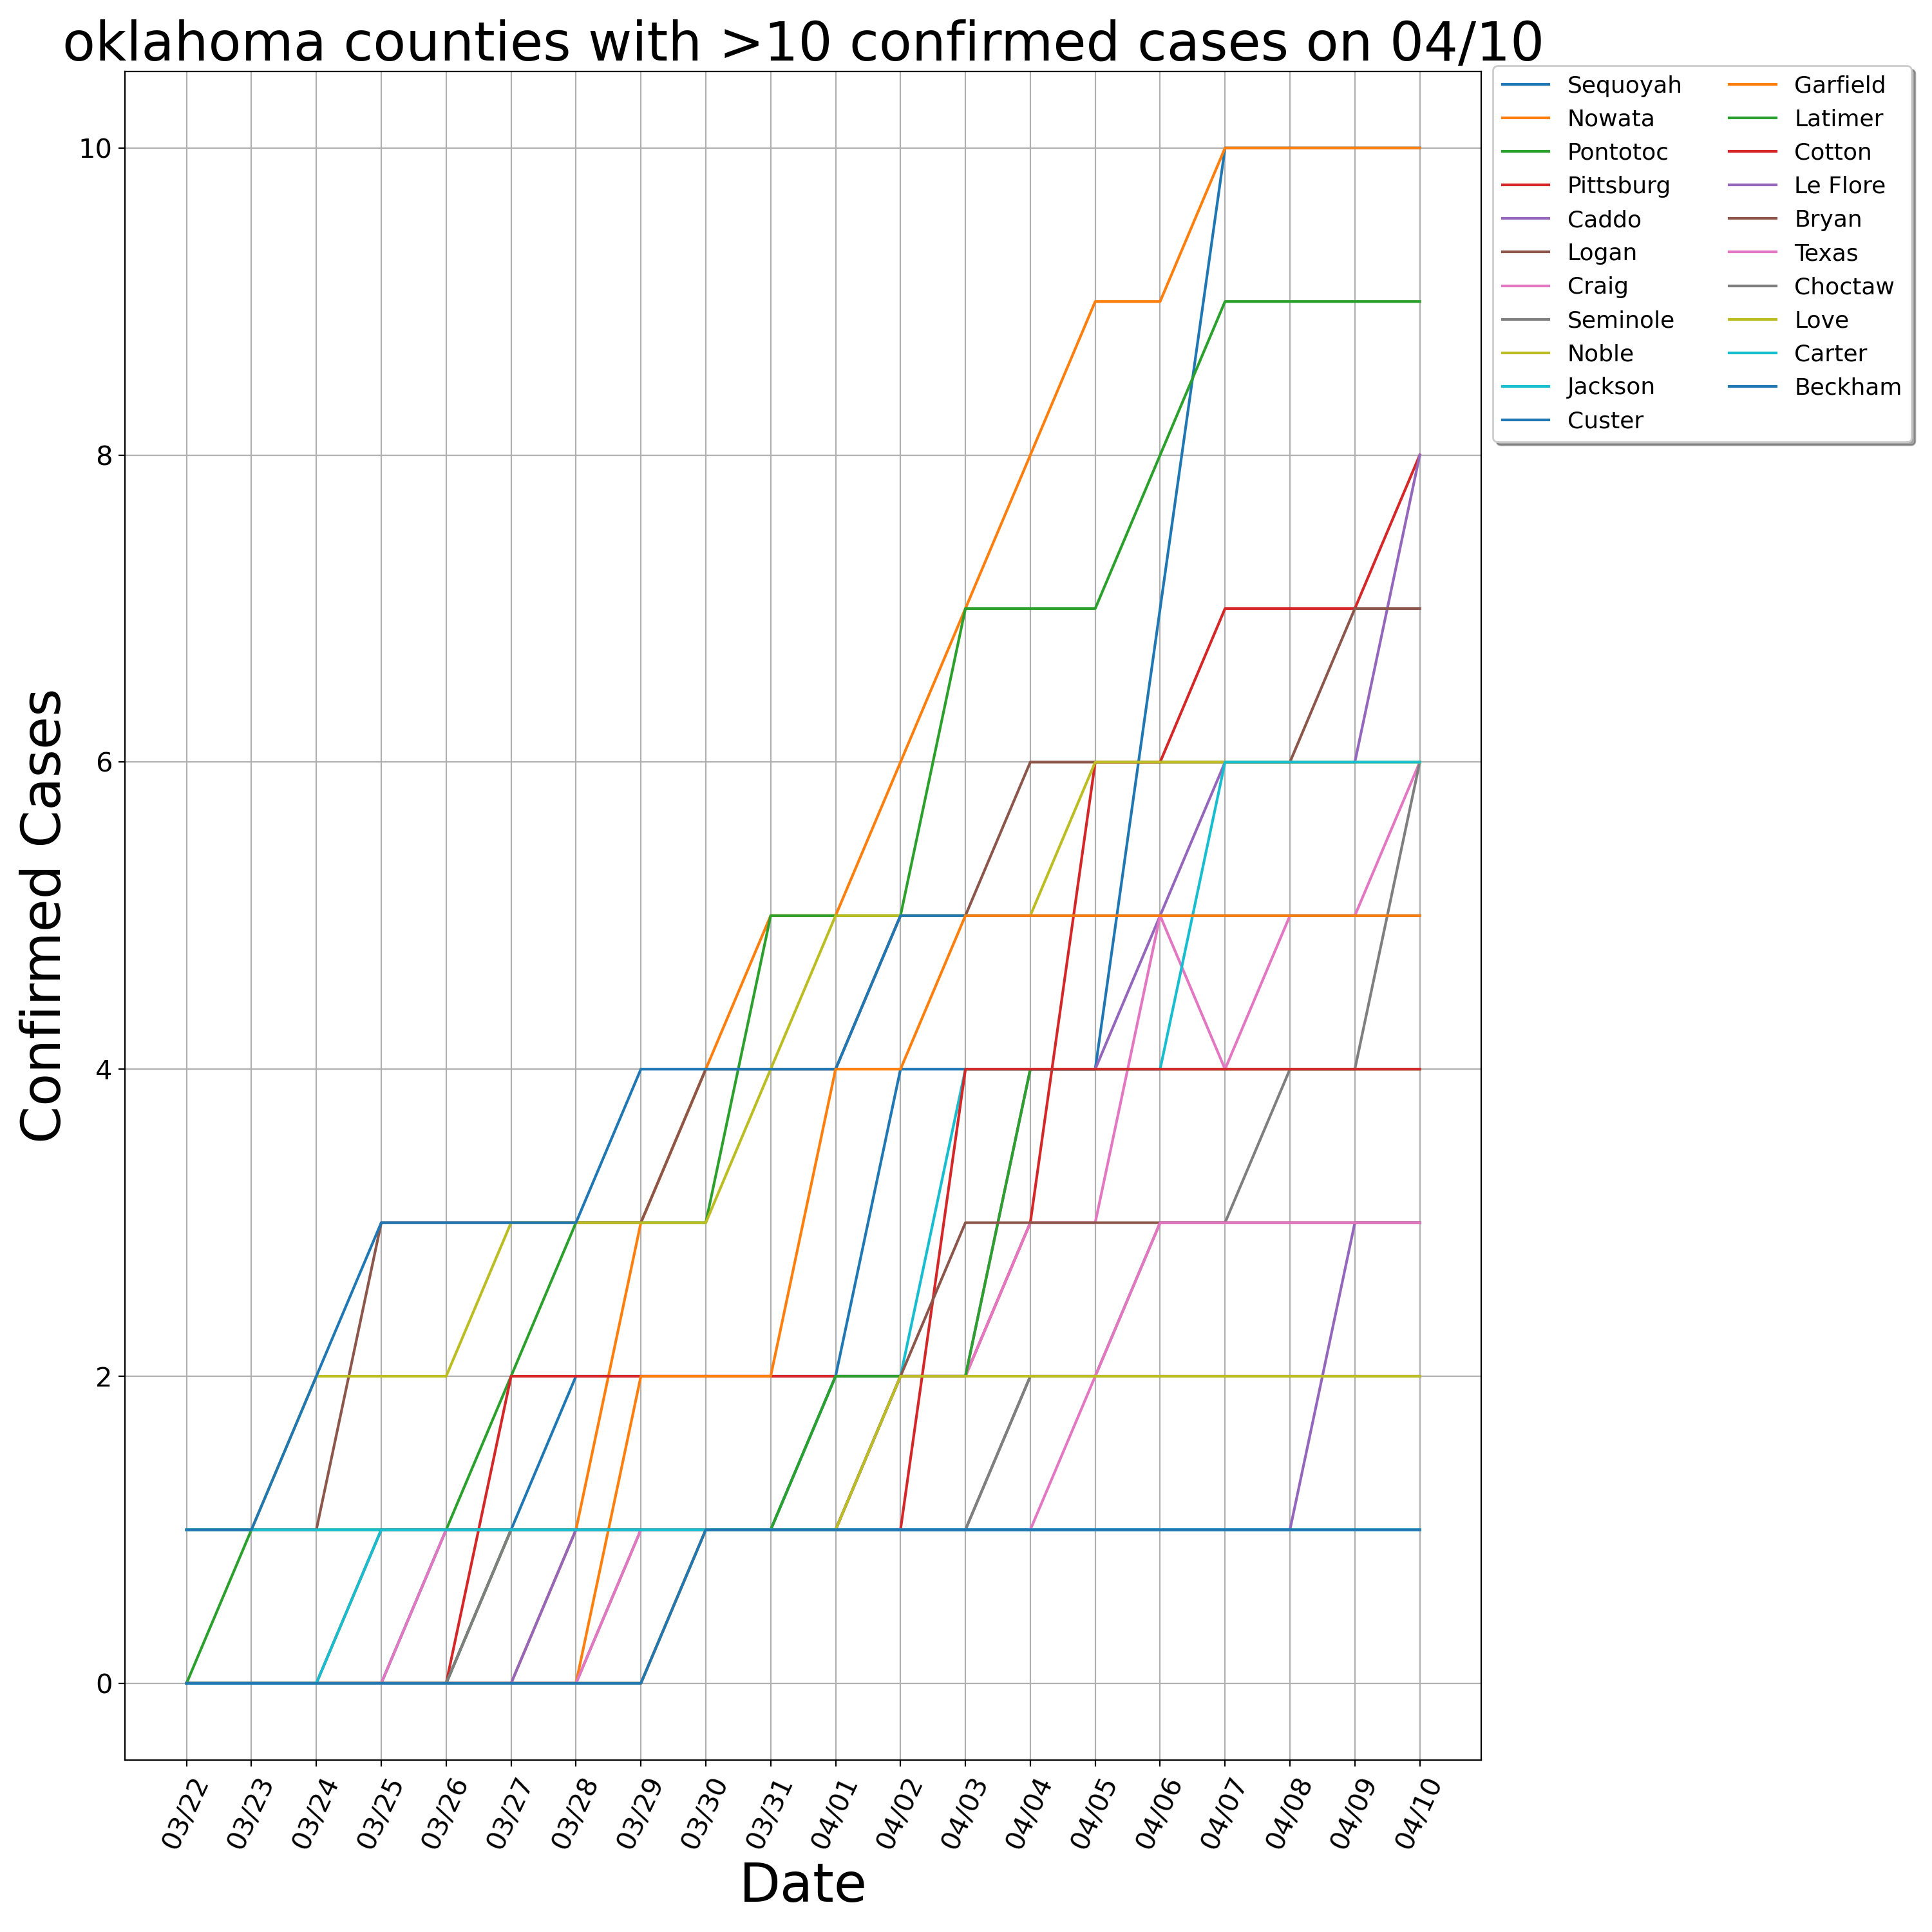 oklahoma counties with >10 confirmed cases on 04/10
Sequoyah
Nowata
Pontotoc
Pittsburg
Caddo
Logan
Craig
Seminole
Noble
Jackson
Custer
Garfield
Latimer
Cotton
Le Flore
Bryan
Texas
Choctaw
Love
Carter
Beckham
Confirmed Cases
10
8
6
4
2
0
03/22
03/23
03/24
03/25
03/26
03/27
03/28
03/29
03/30
03/31
04/01
04/02
04/03
04/04
04/05
04/06
04/07
04/08
04/09
04/10
Date